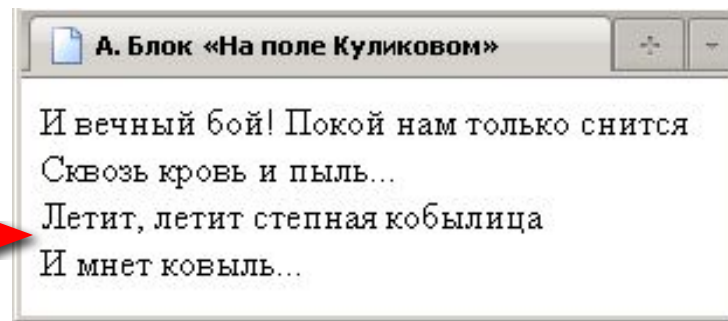 А. Блок «На поле Куликовом»
И вечный бой! Покой нам только снится
Сквозь кровь и пыль...
Летит, летит степная кобылица
И мнет ковыль...